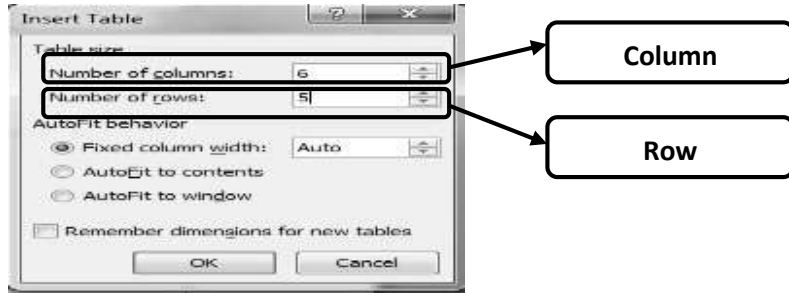 Insert Table
Table size
Number of columns: 6
Column
Number of rows: 5
Row
AutoFit behavior
Fixed column width: Auto
AutoFit to contents
AutoFit to window
Remember dimensions for new tables
OK Cancel